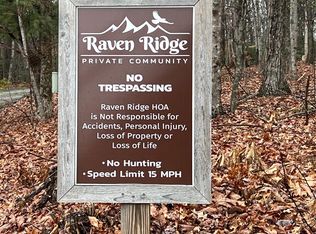 Raven Ridge
PRIVATE COMMUNITY
NO
TRESPASSING
Raven Ridge HOA
is Not Responsible for
Accidents, Personal Injury,
Loss of Property or
Loss of Life
• No Hunting
• Speed Limit 15 MPH